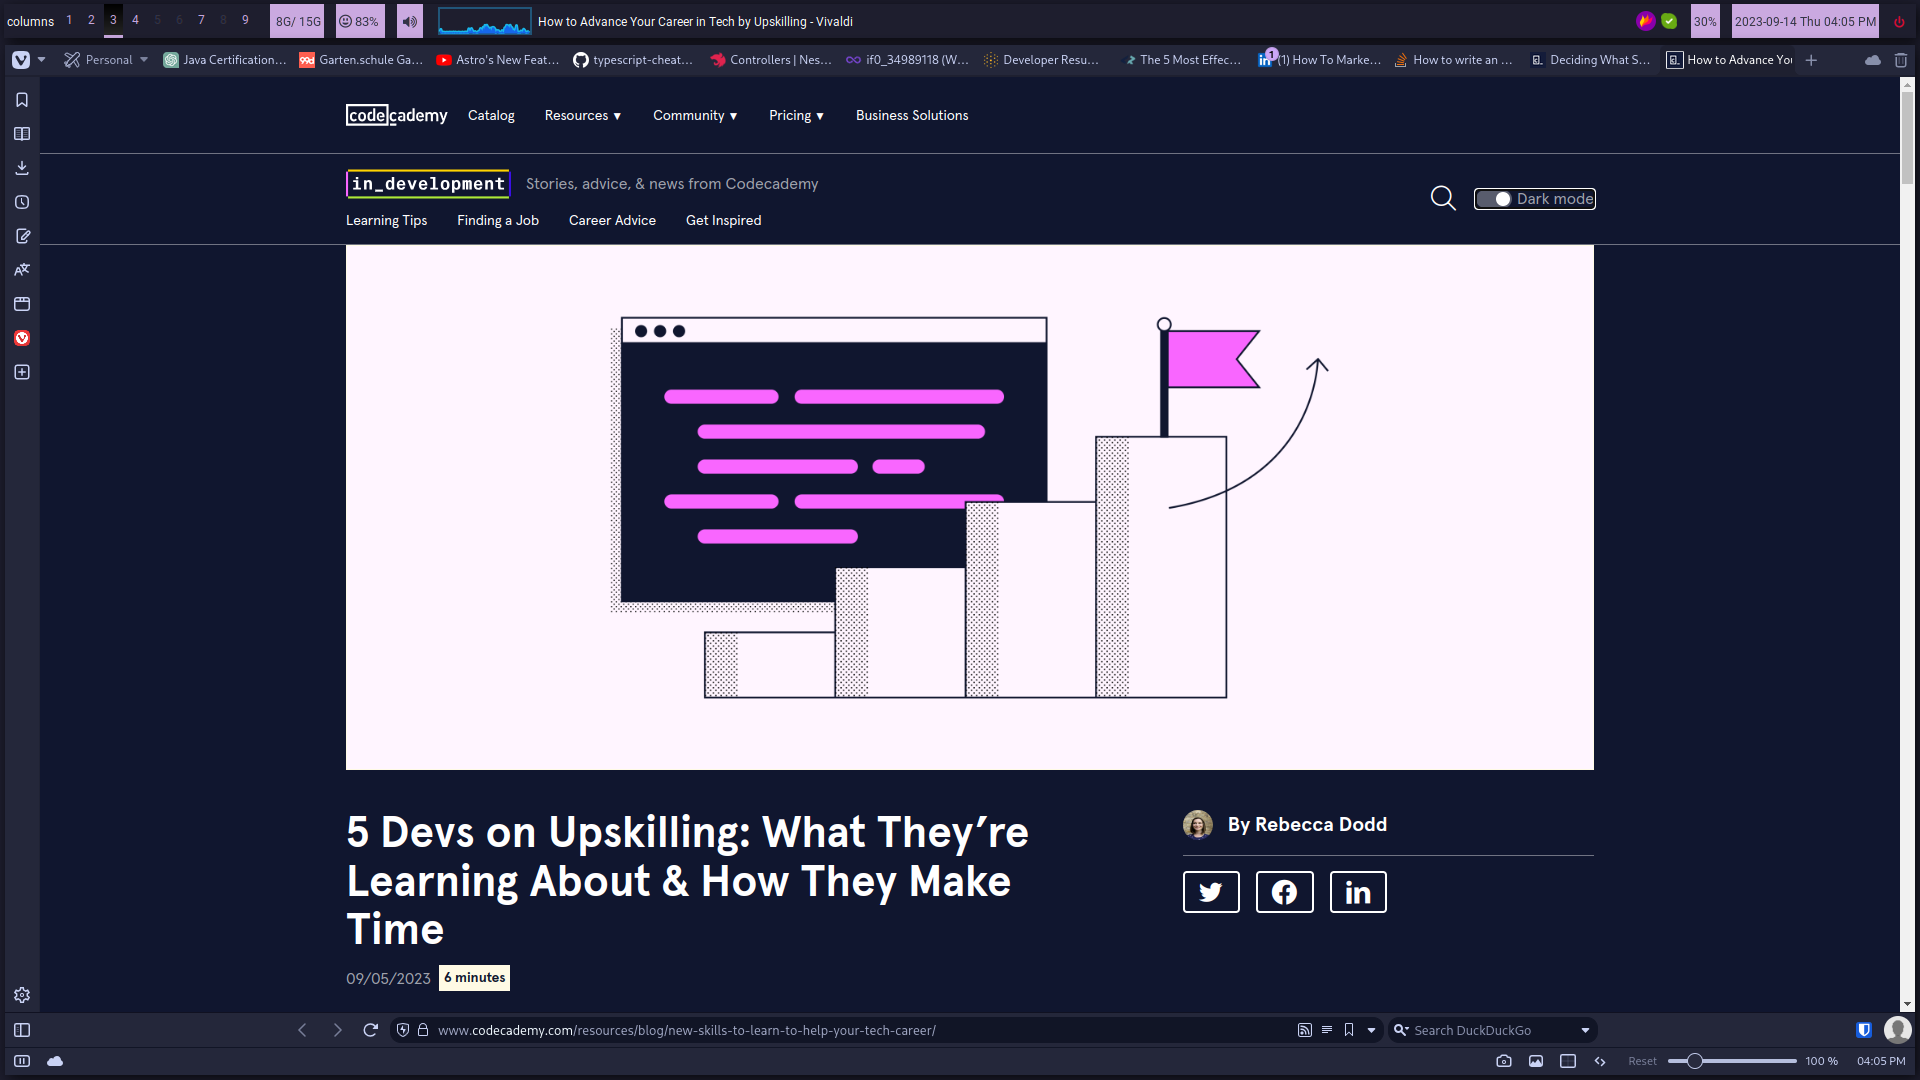 columns 1 2 3 4 5 6 7 8 9 8G/ 15G 83% How to Advance Your Career in Tech by Upskilling - Vivaldi 30% 2023-09-14 Thu 04:05 PM
Personal Java Certification... Garten.schule Ga... Astro's New Feat... typescript-cheat... Controllers | Nes... if0_34989118 (W... Developer Resu... The 5 Most Effec... 1 (1) How To Marke... How to write an ... Deciding What S... How to Advance You
codecademy Catalog Resources ▾ Community ▾ Pricing ▾ Business Solutions
in_development Stories, advice, & news from Codecademy
Dark mode
Learning Tips Finding a Job Career Advice Get Inspired
5 Devs on Upskilling: What They’re
Learning About & How They Make
Time
09/05/2023 6 minutes
By Rebecca Dodd
www.codecademy.com/resources/blog/new-skills-to-learn-to-help-your-tech-career/ Search DuckDuckGo
Reset 100 % 04:05 PM